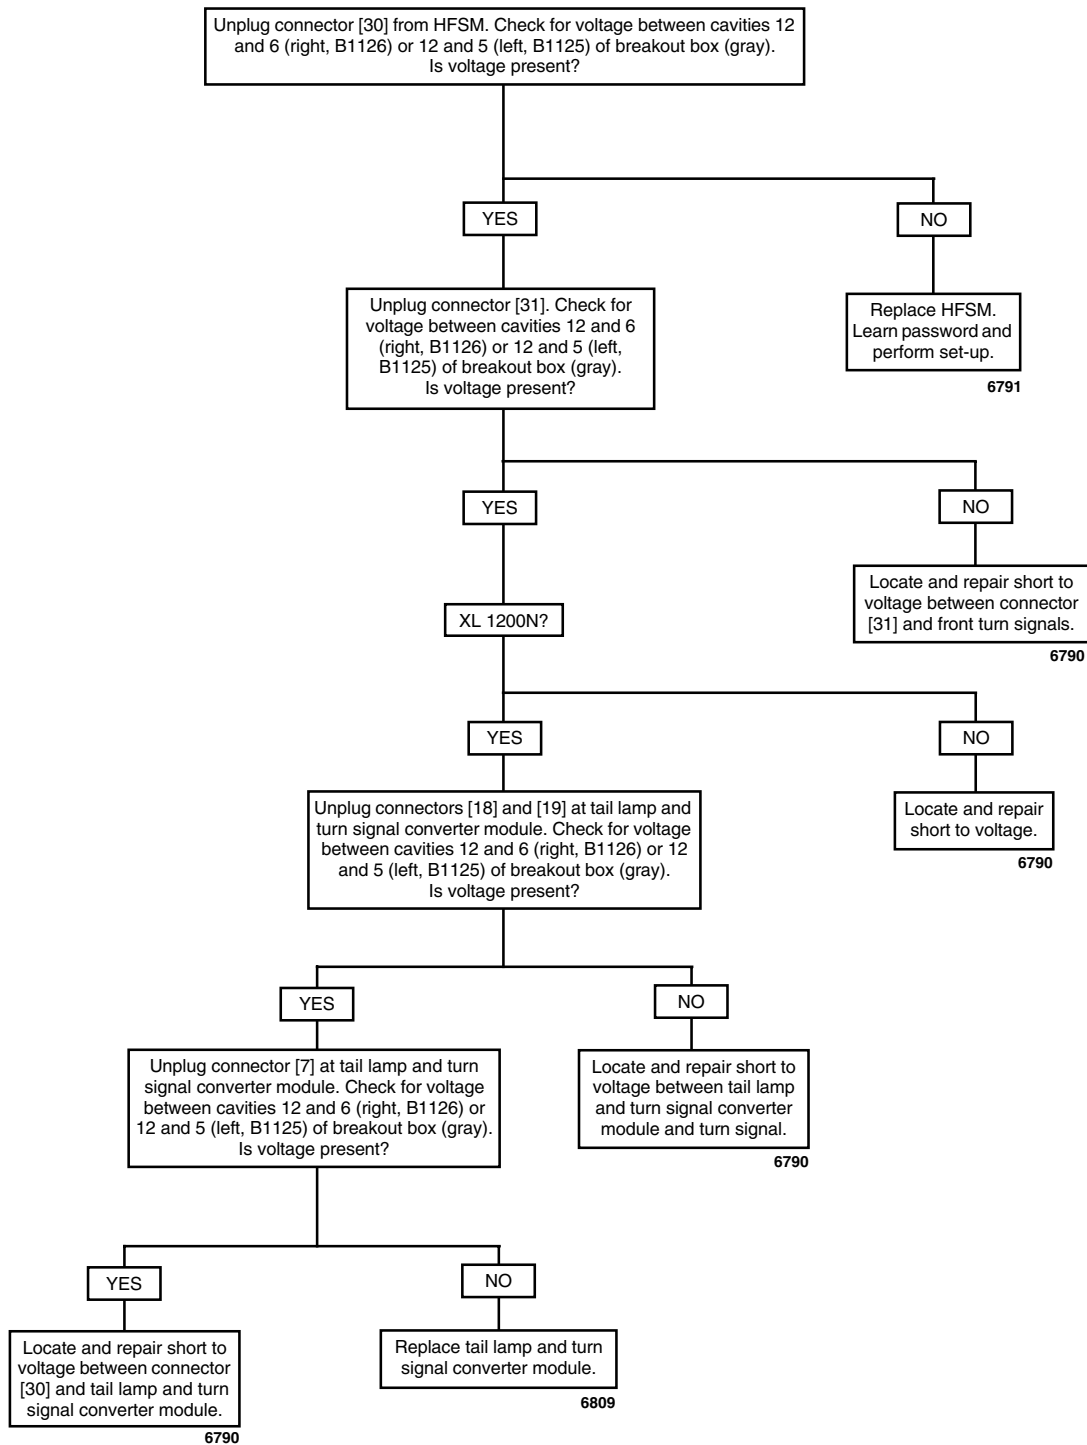 Unplug connector [30] from HFSM. Check for voltage between cavities 12
and 6 (right, B1126) or 12 and 5 (left, B1125) of breakout box (gray).
Is voltage present?
YES
NO
Unplug connector [31]. Check for
voltage between cavities 12 and 6
(right, B1126) or 12 and 5 (left,
B1125) of breakout box (gray).
Is voltage present?
Replace HFSM.
Learn password and
perform set-up.
6791
YES
NO
Locate and repair short to
voltage between connector
[31] and front turn signals.
6790
XL 1200N?
YES
NO
Unplug connectors [18] and [19] at tail lamp and
turn signal converter module. Check for voltage
between cavities 12 and 6 (right, B1126) or 12
and 5 (left, B1125) of breakout box (gray).
Is voltage present?
Locate and repair
short to voltage.
6790
YES
NO
Unplug connector [7] at tail lamp and turn
signal converter module. Check for voltage
between cavities 12 and 6 (right, B1126) or
12 and 5 (left, B1125) of breakout box (gray).
Is voltage present?
Locate and repair short to
voltage between tail lamp
and turn signal converter
module and turn signal.
6790
YES
NO
Locate and repair short to
voltage between connector
[30] and tail lamp and turn
signal converter module.
6790
Replace tail lamp and turn
signal converter module.
6809